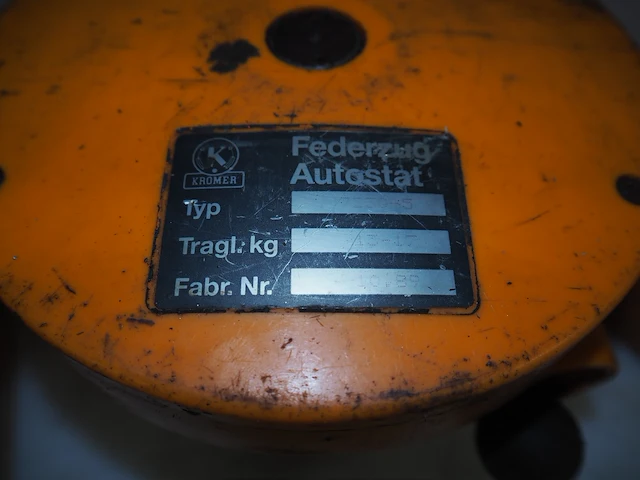 K
KROMER
Federzug
Autostat
Typ
Tragl. kg
Fabr. Nr.